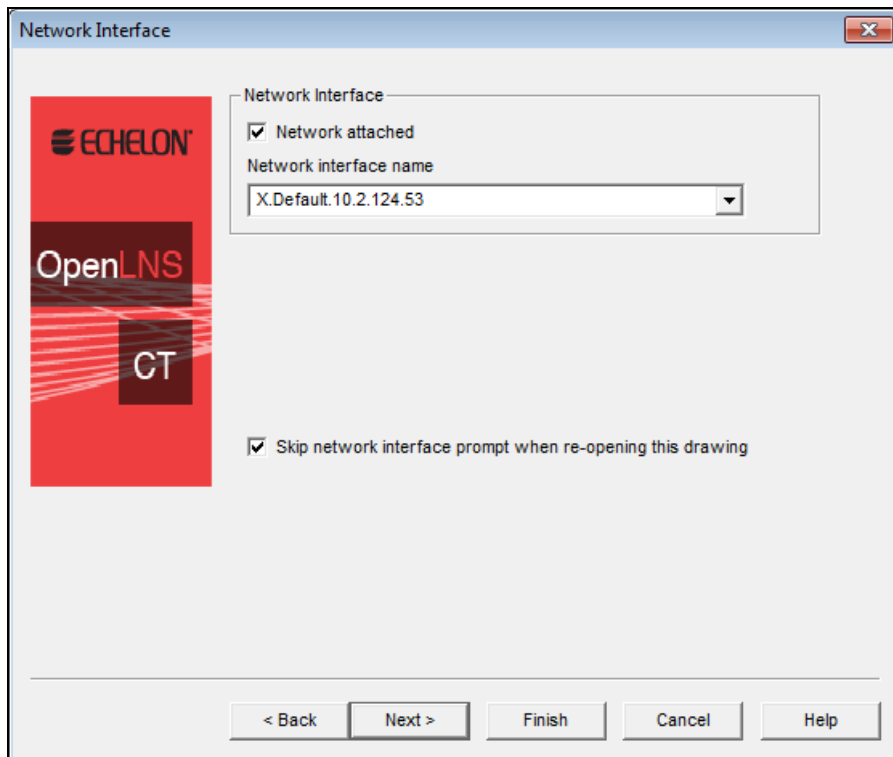 Network Interface
ECHELON
OpenLNS
CT
Network Interface
Network attached
Network interface name
X.Default.10.2.124.53
Skip network interface prompt when re-opening this drawing
< Back Next > Finish Cancel Help